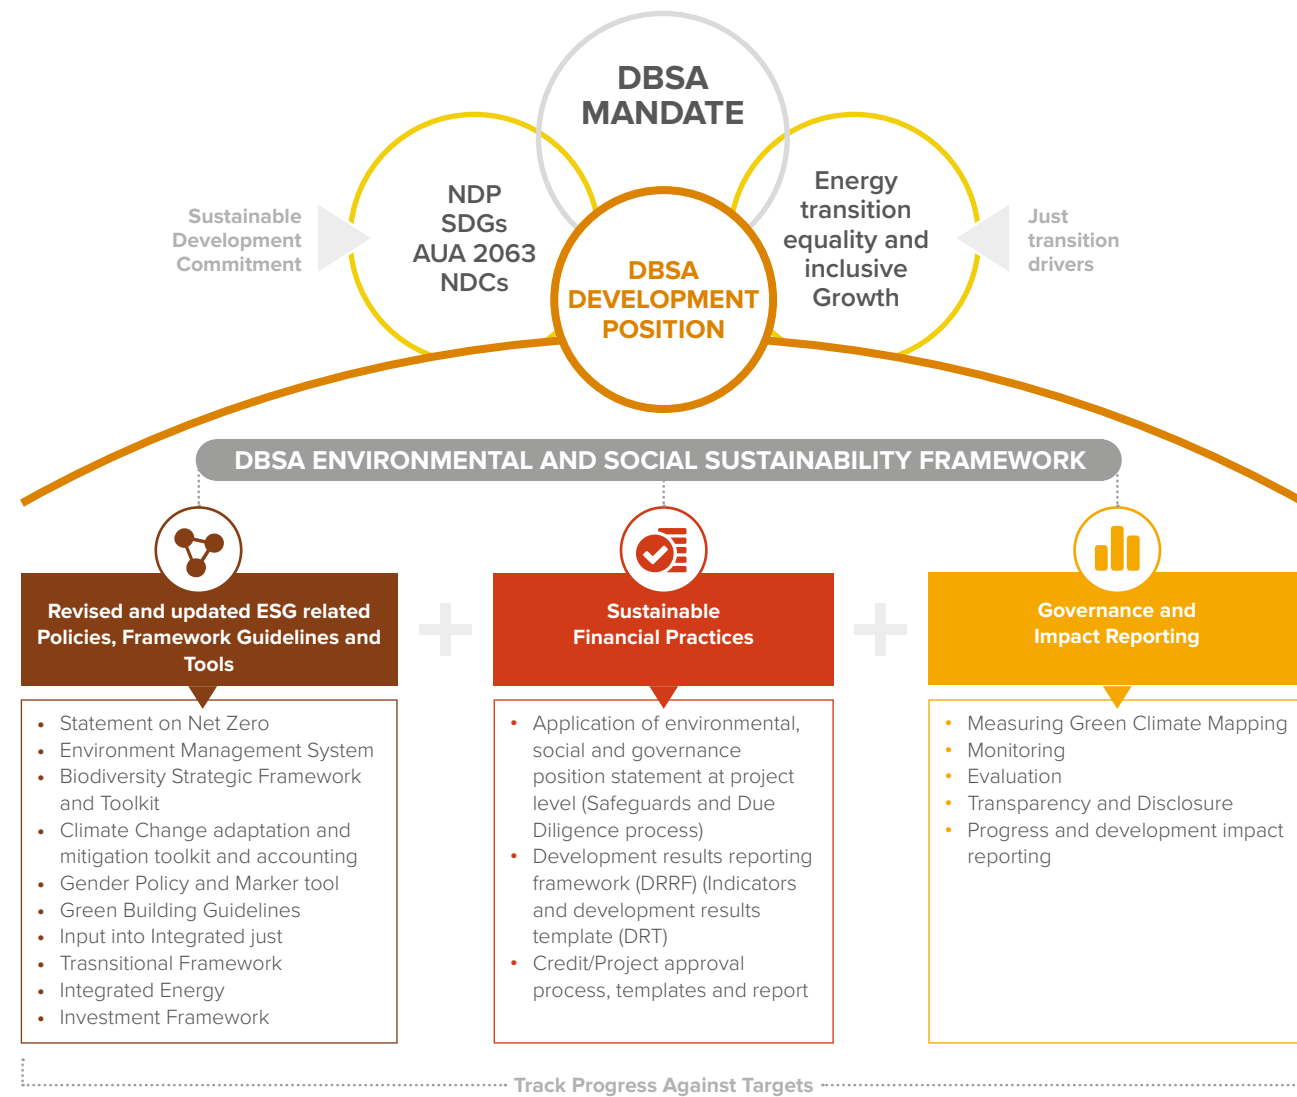 DBSA
MANDATE
Sustainable
Development
Commitment
NDP
SDGs
AUA 2063
NDCs
DBSA
DEVELOPMENT
POSITION
Energy
transition
equality and
inclusive
Growth
Just
transition
drivers
DBSA ENVIRONMENTAL AND SOCIAL SUSTAINABILITY FRAMEWORK
Revised and updated ESG related
Policies, Framework Guidelines and
Tools
• Statement on Net Zero
• Environment Management System
• Biodiversity Strategic Framework
and Toolkit
• Climate Change adaptation and
mitigation toolkit and accounting
• Gender Policy and Marker tool
• Green Building Guidelines
• Input into Integrated just
• Trasnsitional Framework
• Integrated Energy
• Investment Framework
Sustainable
Financial Practices
• Application of environmental,
social and governance
position statement at project
level (Safeguards and Due
Diligence process)
• Development results reporting
framework (DRRF) (Indicators
and development results
template (DRT)
• Credit/Project approval
process, templates and report
Governance and
Impact Reporting
• Measuring Green Climate Mapping
• Monitoring
• Evaluation
• Transparency and Disclosure
• Progress and development impact
reporting
Track Progress Against Targets